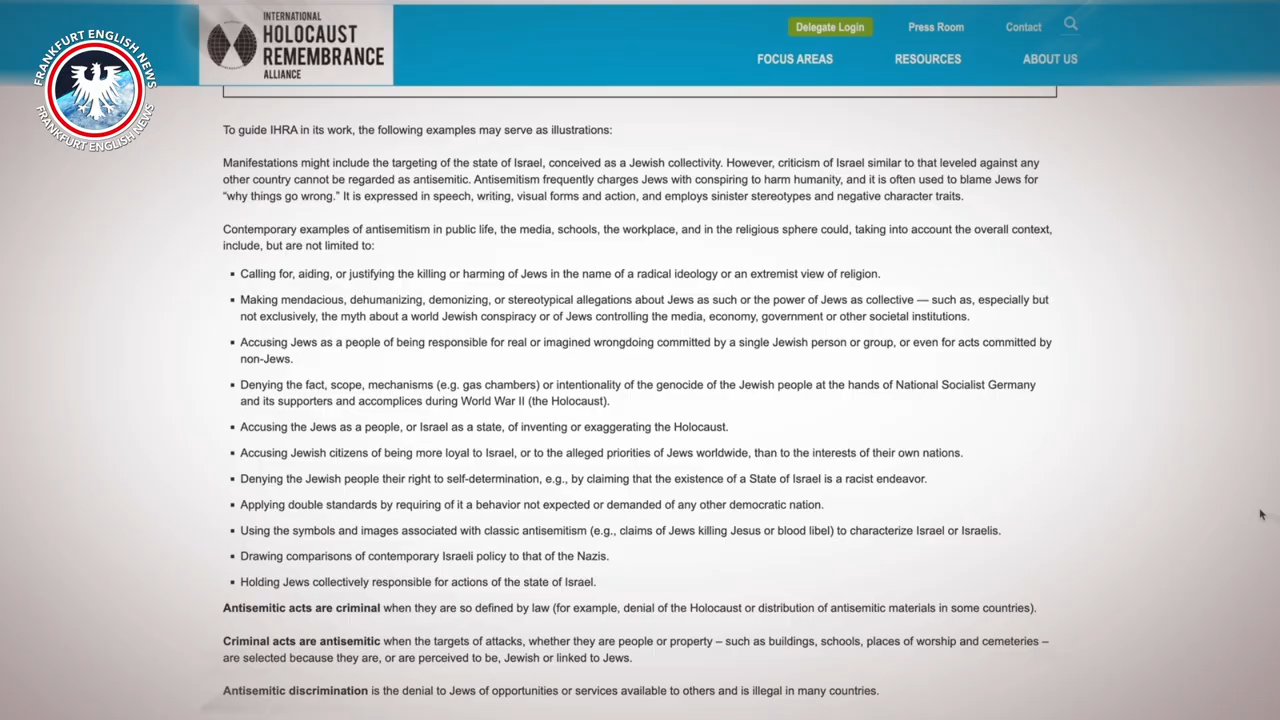 FRANKFURT ENGLISH NEWS
FRANKFURT ENGLISH NEWS
INTERNATIONAL
HOLOCAUST
REMEMBRANCE
ALLIANCE
Delegate Login
Press Room
Contact
FOCUS AREAS
RESOURCES
ABOUT US
To guide IHRA in its work, the following examples may serve as illustrations:
Manifestations might include the targeting of the state of Israel, conceived as a Jewish collectivity. However, criticism of Israel similar to that leveled against any
other country cannot be regarded as antisemitic. Antisemitism frequently charges Jews with conspiring to harm humanity, and it is often used to blame Jews for
“why things go wrong.” It is expressed in speech, writing, visual forms and action, and employs sinister stereotypes and negative character traits.
Contemporary examples of antisemitism in public life, the media, schools, the workplace, and in the religious sphere could, taking into account the overall context,
include, but are not limited to:
▪ Calling for, aiding, or justifying the killing or harming of Jews in the name of a radical ideology or an extremist view of religion.
▪ Making mendacious, dehumanizing, demonizing, or stereotypical allegations about Jews as such or the power of Jews as collective — such as, especially but
not exclusively, the myth about a world Jewish conspiracy or of Jews controlling the media, economy, government or other societal institutions.
▪ Accusing Jews as a people of being responsible for real or imagined wrongdoing committed by a single Jewish person or group, or even for acts committed by
non-Jews.
▪ Denying the fact, scope, mechanisms (e.g. gas chambers) or intentionality of the genocide of the Jewish people at the hands of National Socialist Germany
and its supporters and accomplices during World War II (the Holocaust).
▪ Accusing the Jews as a people, or Israel as a state, of inventing or exaggerating the Holocaust.
▪ Accusing Jewish citizens of being more loyal to Israel, or to the alleged priorities of Jews worldwide, than to the interests of their own nations.
▪ Denying the Jewish people their right to self-determination, e.g., by claiming that the existence of a State of Israel is a racist endeavor.
▪ Applying double standards by requiring of it a behavior not expected or demanded of any other democratic nation.
▪ Using the symbols and images associated with classic antisemitism (e.g., claims of Jews killing Jesus or blood libel) to characterize Israel or Israelis.
▪ Drawing comparisons of contemporary Israeli policy to that of the Nazis.
▪ Holding Jews collectively responsible for actions of the state of Israel.
Antisemitic acts are criminal when they are so defined by law (for example, denial of the Holocaust or distribution of antisemitic materials in some countries).
Criminal acts are antisemitic when the targets of attacks, whether they are people or property – such as buildings, schools, places of worship and cemeteries –
are selected because they are, or are perceived to be, Jewish or linked to Jews.
Antisemitic discrimination is the denial to Jews of opportunities or services available to others and is illegal in many countries.